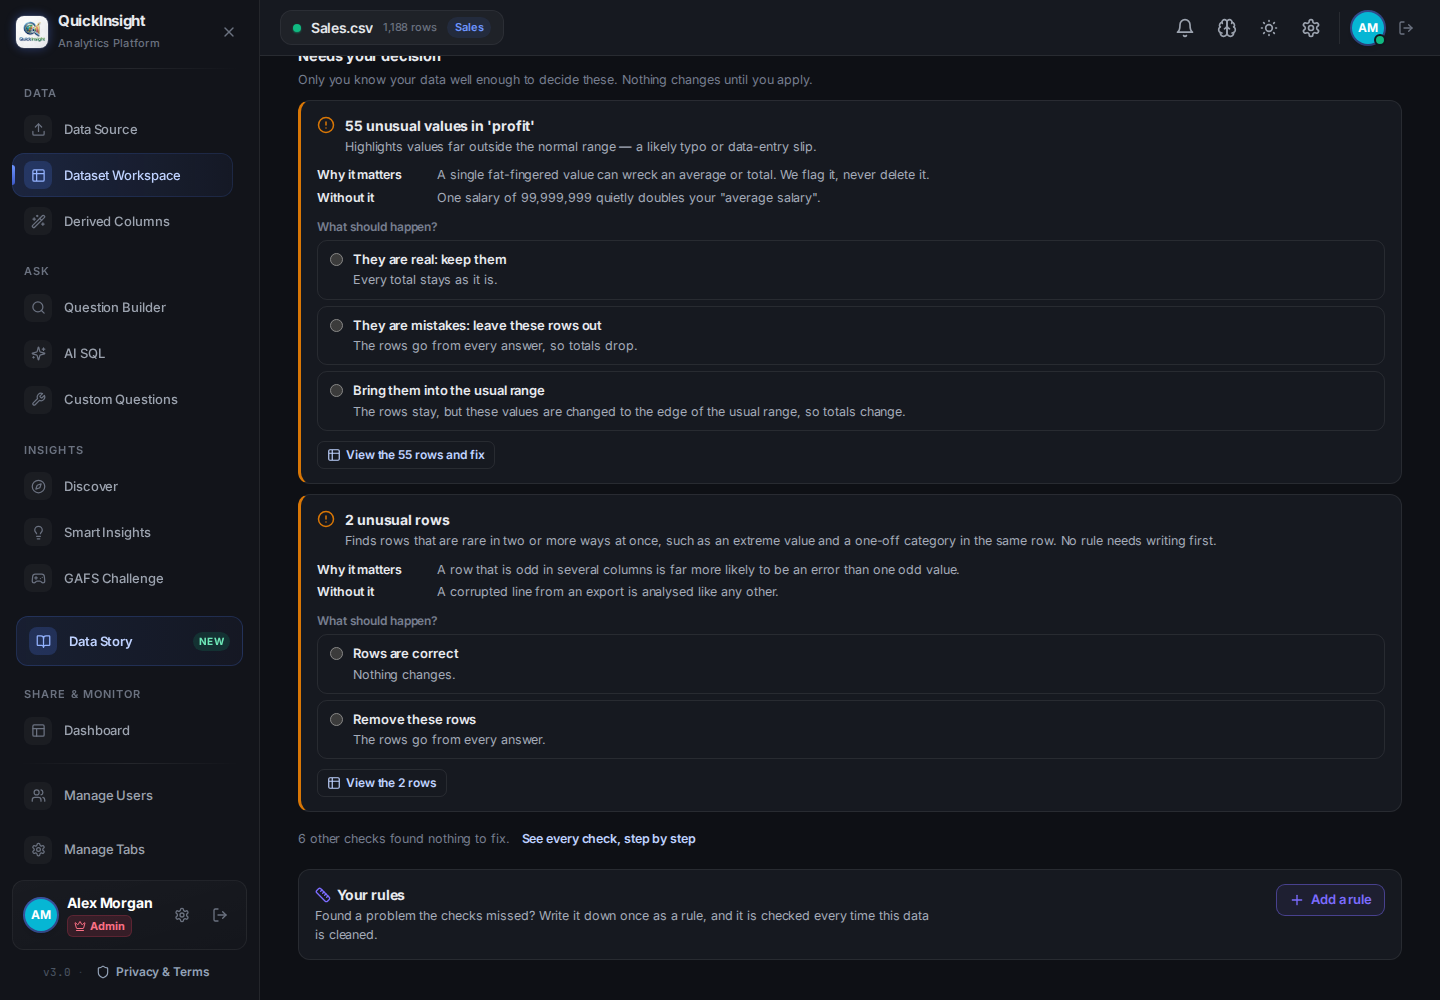 QuickInsight
Analytics Platform
DATA
Data Source
Dataset Workspace
Derived Columns
ASK
Question Builder
AI SQL
Custom Questions
INSIGHTS
Discover
Smart Insights
GAFS Challenge
Data Story NEW
SHARE & MONITOR
Dashboard
Manage Users
Manage Tabs
AM Alex Morgan
Admin
v3.0 · Privacy & Terms
Sales.csv 1,188 rows Sales
AM
Needs your decision
Only you know your data well enough to decide these. Nothing changes until you apply.
55 unusual values in 'profit'
Highlights values far outside the normal range — a likely typo or data-entry slip.
Why it matters A single fat-fingered value can wreck an average or total. We flag it, never delete it.
Without it One salary of 99,999,999 quietly doubles your "average salary".
What should happen?
They are real: keep them
Every total stays as it is.
They are mistakes: leave these rows out
The rows go from every answer, so totals drop.
Bring them into the usual range
The rows stay, but these values are changed to the edge of the usual range, so totals change.
View the 55 rows and fix
2 unusual rows
Finds rows that are rare in two or more ways at once, such as an extreme value and a one-off category in the same row. No rule needs writing first.
Why it matters A row that is odd in several columns is far more likely to be an error than one odd value.
Without it A corrupted line from an export is analysed like any other.
What should happen?
Rows are correct
Nothing changes.
Remove these rows
The rows go from every answer.
View the 2 rows
6 other checks found nothing to fix. See every check, step by step
Your rules
Found a problem the checks missed? Write it down once as a rule, and it is checked every time this data
is cleaned.
Add a rule